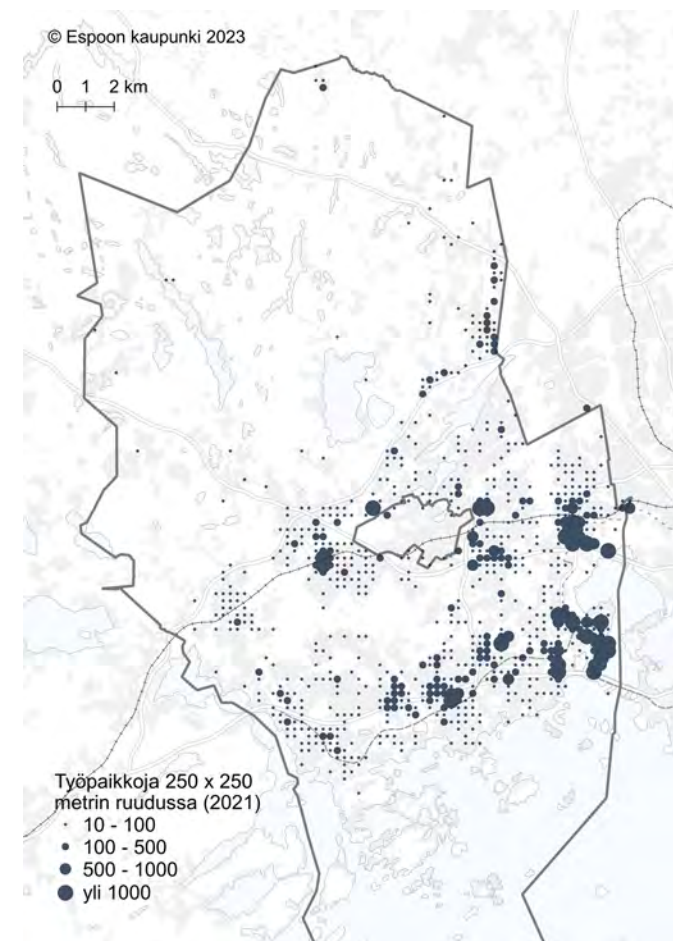 © Espoon kaupunki 2023
0 1 2 km
Työpaikkoja 250 x 250
metrin ruudussa (2021)
10 - 100
100 - 500
500 - 1000
yli 1000